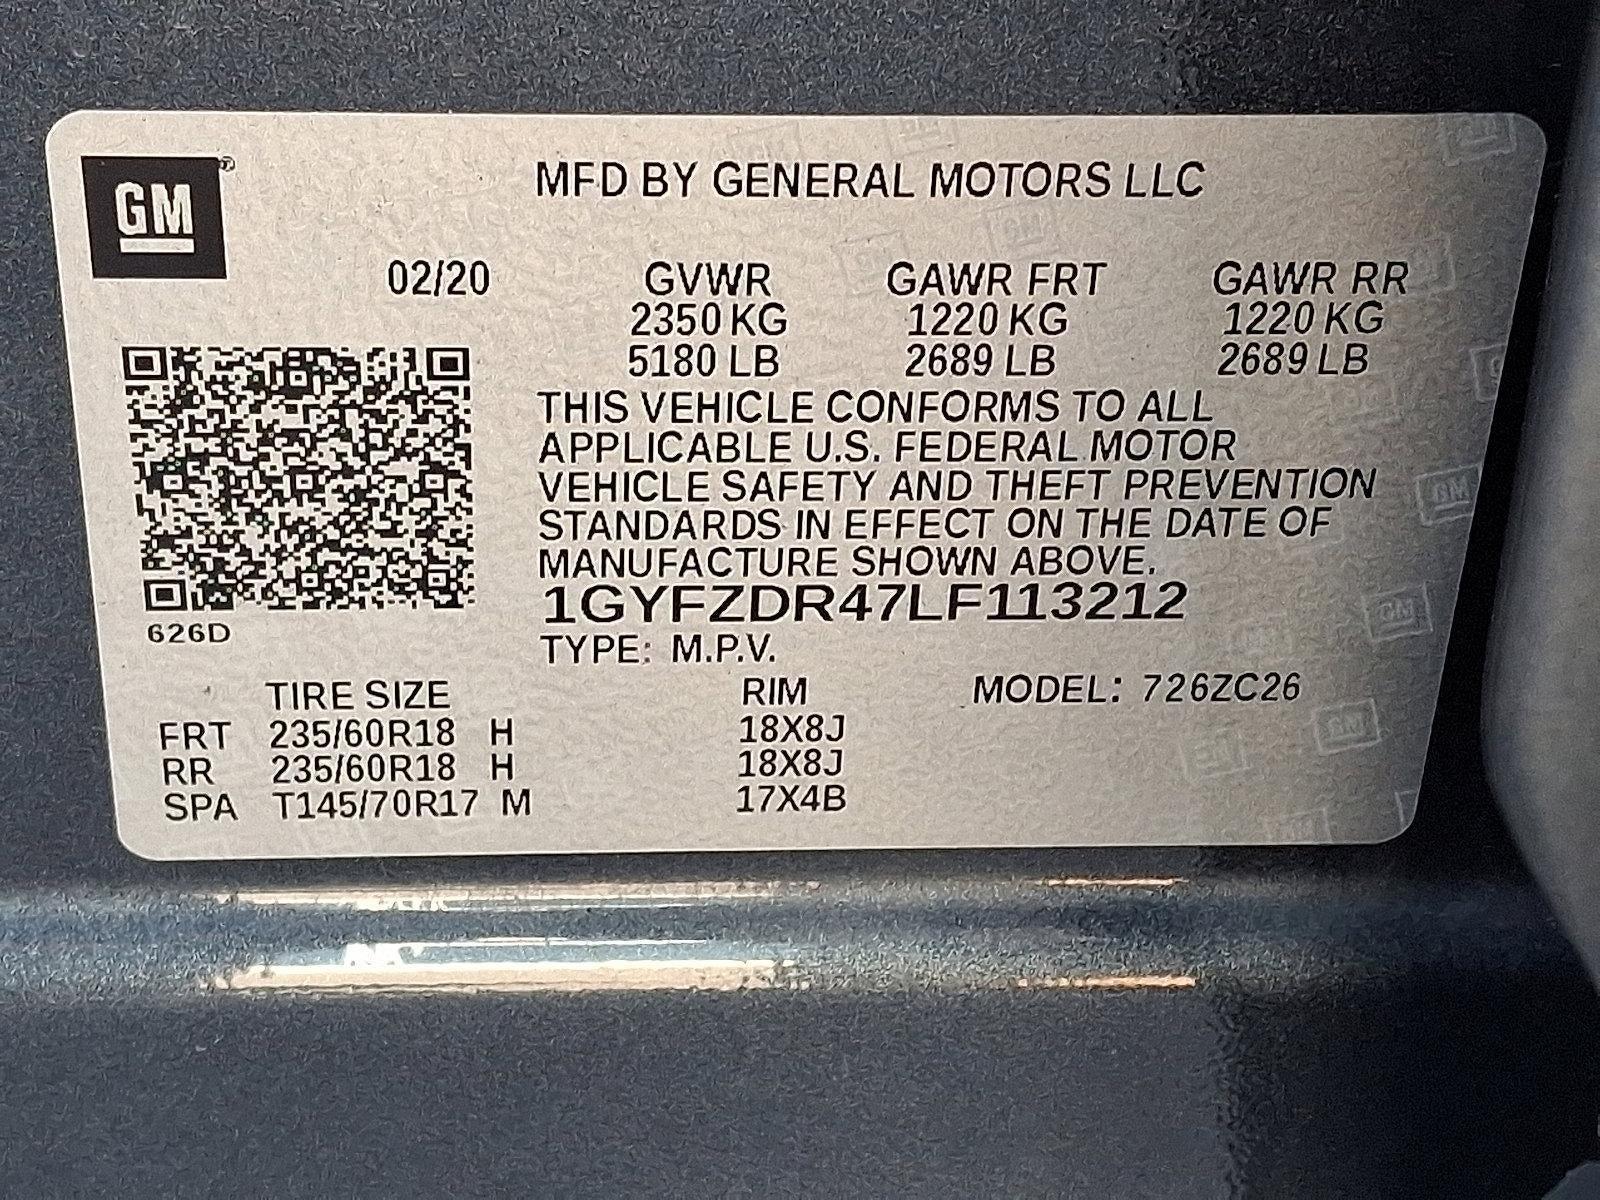 GM®
MFD BY GENERAL MOTORS LLC
02/20 GVWR GAWR FRT GAWR RR
2350 KG 1220 KG 1220 KG
5180 LB 2689 LB 2689 LB
THIS VEHICLE CONFORMS TO ALL
APPLICABLE U.S. FEDERAL MOTOR
VEHICLE SAFETY AND THEFT PREVENTION
STANDARDS IN EFFECT ON THE DATE OF
MANUFACTURE SHOWN ABOVE.
1GYFZDR47LF113212
626D
TYPE: M.P.V.
TIRE SIZE RIM MODEL: 726ZC26
FRT 235/60R18 H 18X8J
RR 235/60R18 H 18X8J
SPA T145/70R17 M 17X4B